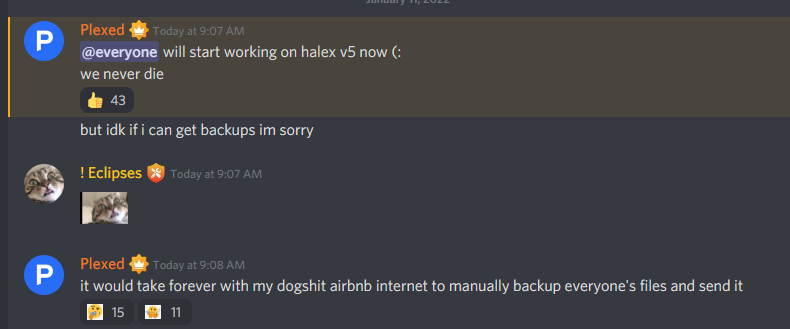 January 11, 2022
Plexed Today at 9:07 AM
@everyone will start working on halex v5 now (:
we never die
43
but idk if i can get backups im sorry
! Eclipses Today at 9:07 AM
Plexed Today at 9:08 AM
it would take forever with my dogshit airbnb internet to manually backup everyone's files and send it
15 11